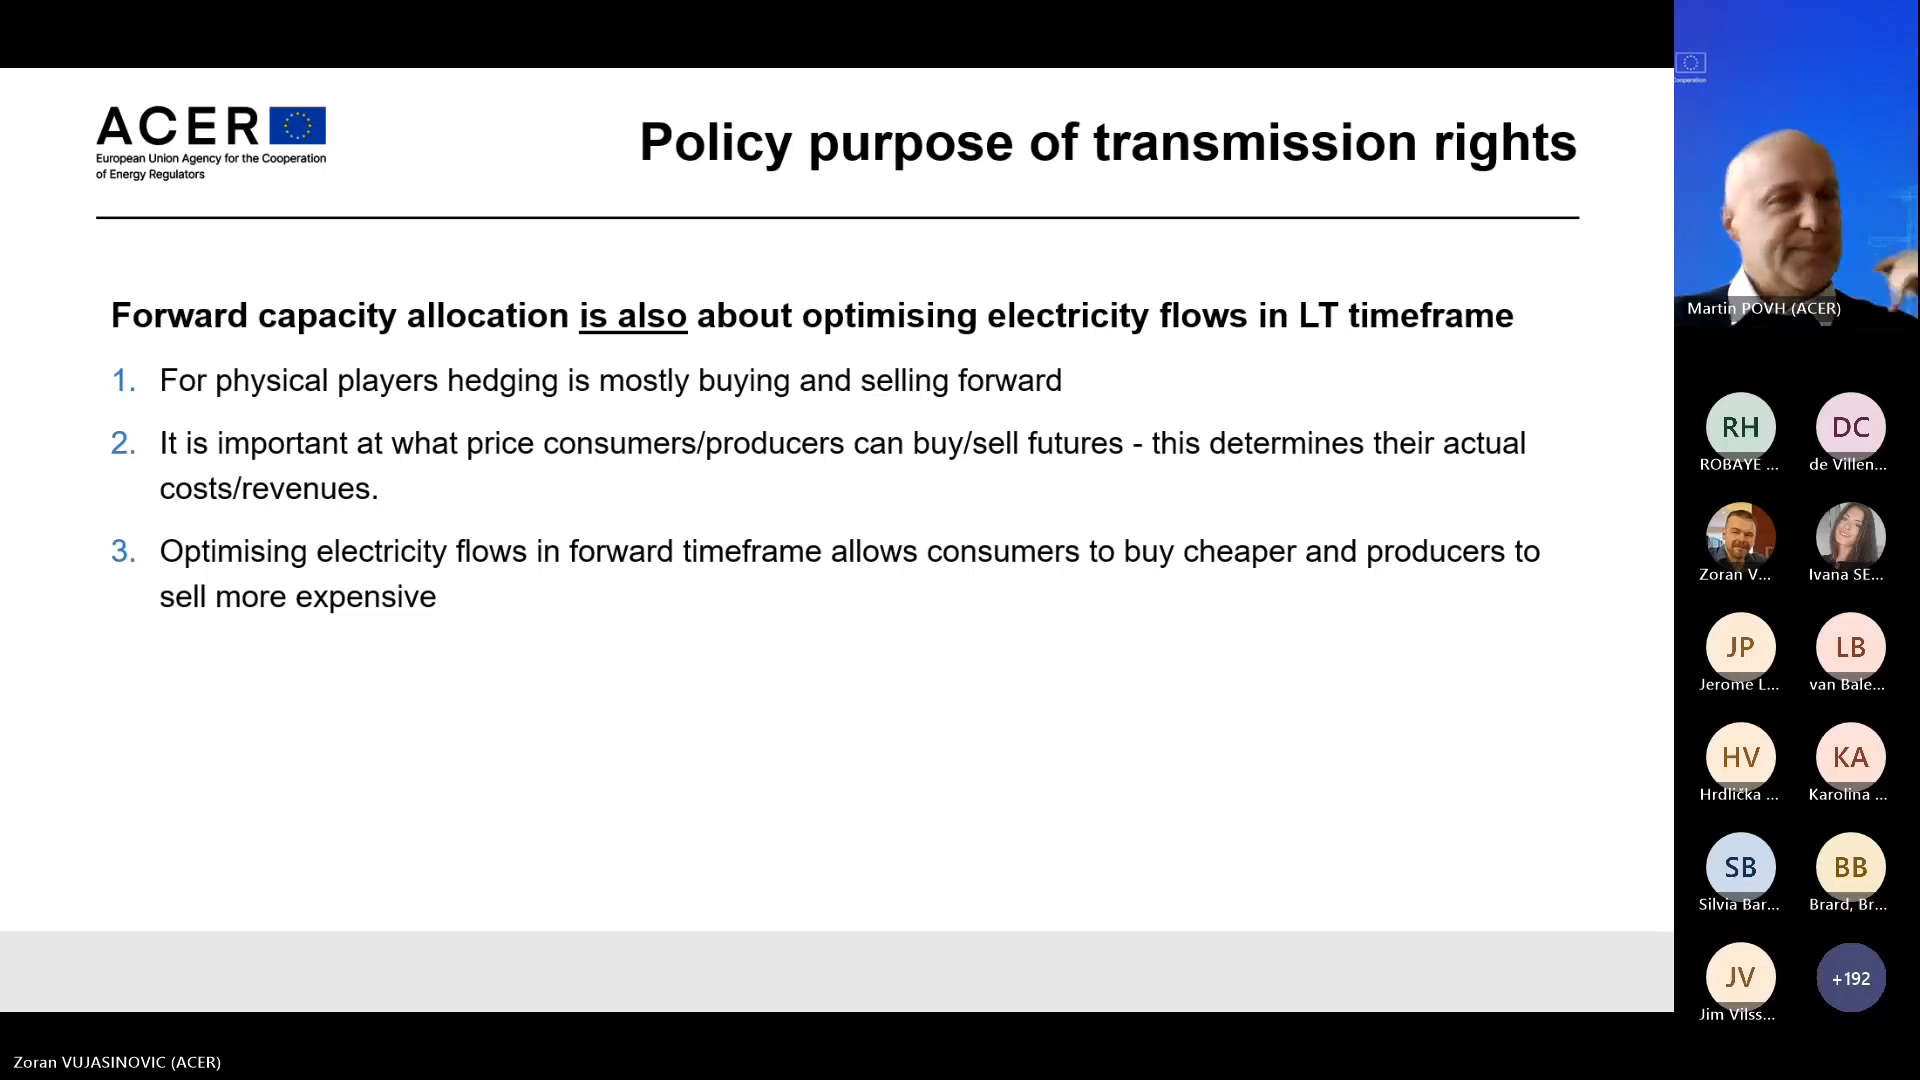 ACER
European Union Agency for the Cooperation
of Energy Regulators
Policy purpose of transmission rights
Forward capacity allocation is also about optimising electricity flows in LT timeframe
1. For physical players hedging is mostly buying and selling forward
2. It is important at what price consumers/producers can buy/sell futures - this determines their actual
costs/revenues.
3. Optimising electricity flows in forward timeframe allows consumers to buy cheaper and producers to
sell more expensive
Martin POVH (ACER)
RH
ROBAYE ...
DC
de Villen...
Zoran V...
Ivana SE...
JP
Jerome L...
LB
van Bale...
HV
Hrdlička ...
KA
Karolina ...
SB
Silvia Bar...
BB
Brard, Br...
JV
Jim Vilss...
+192
Zoran VUJASINOVIC (ACER)